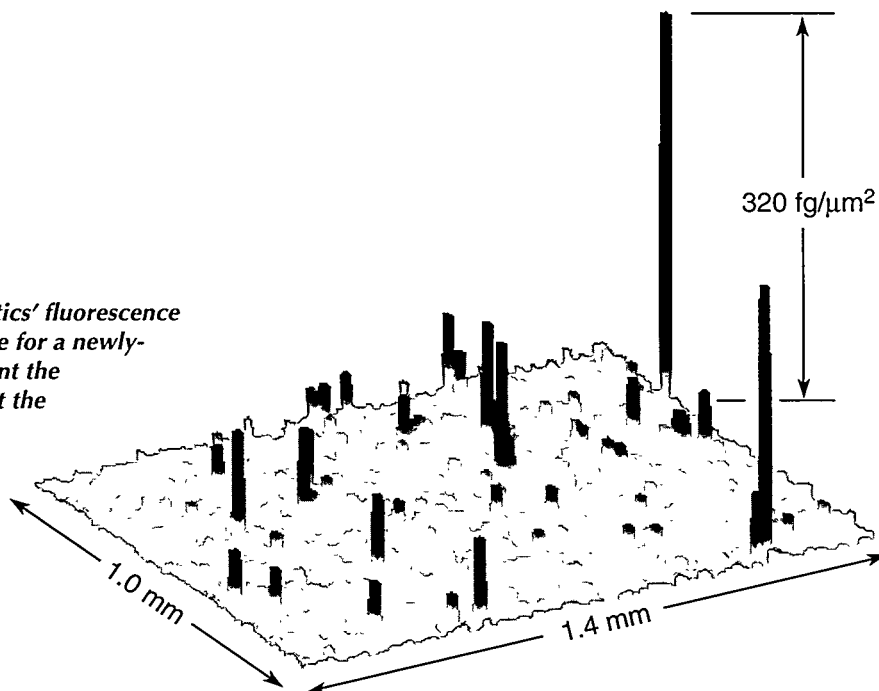 320 fg/μm²
tics' fluorescence
e for a newly-
nt the
t the
1.0 mm
1.4 mm